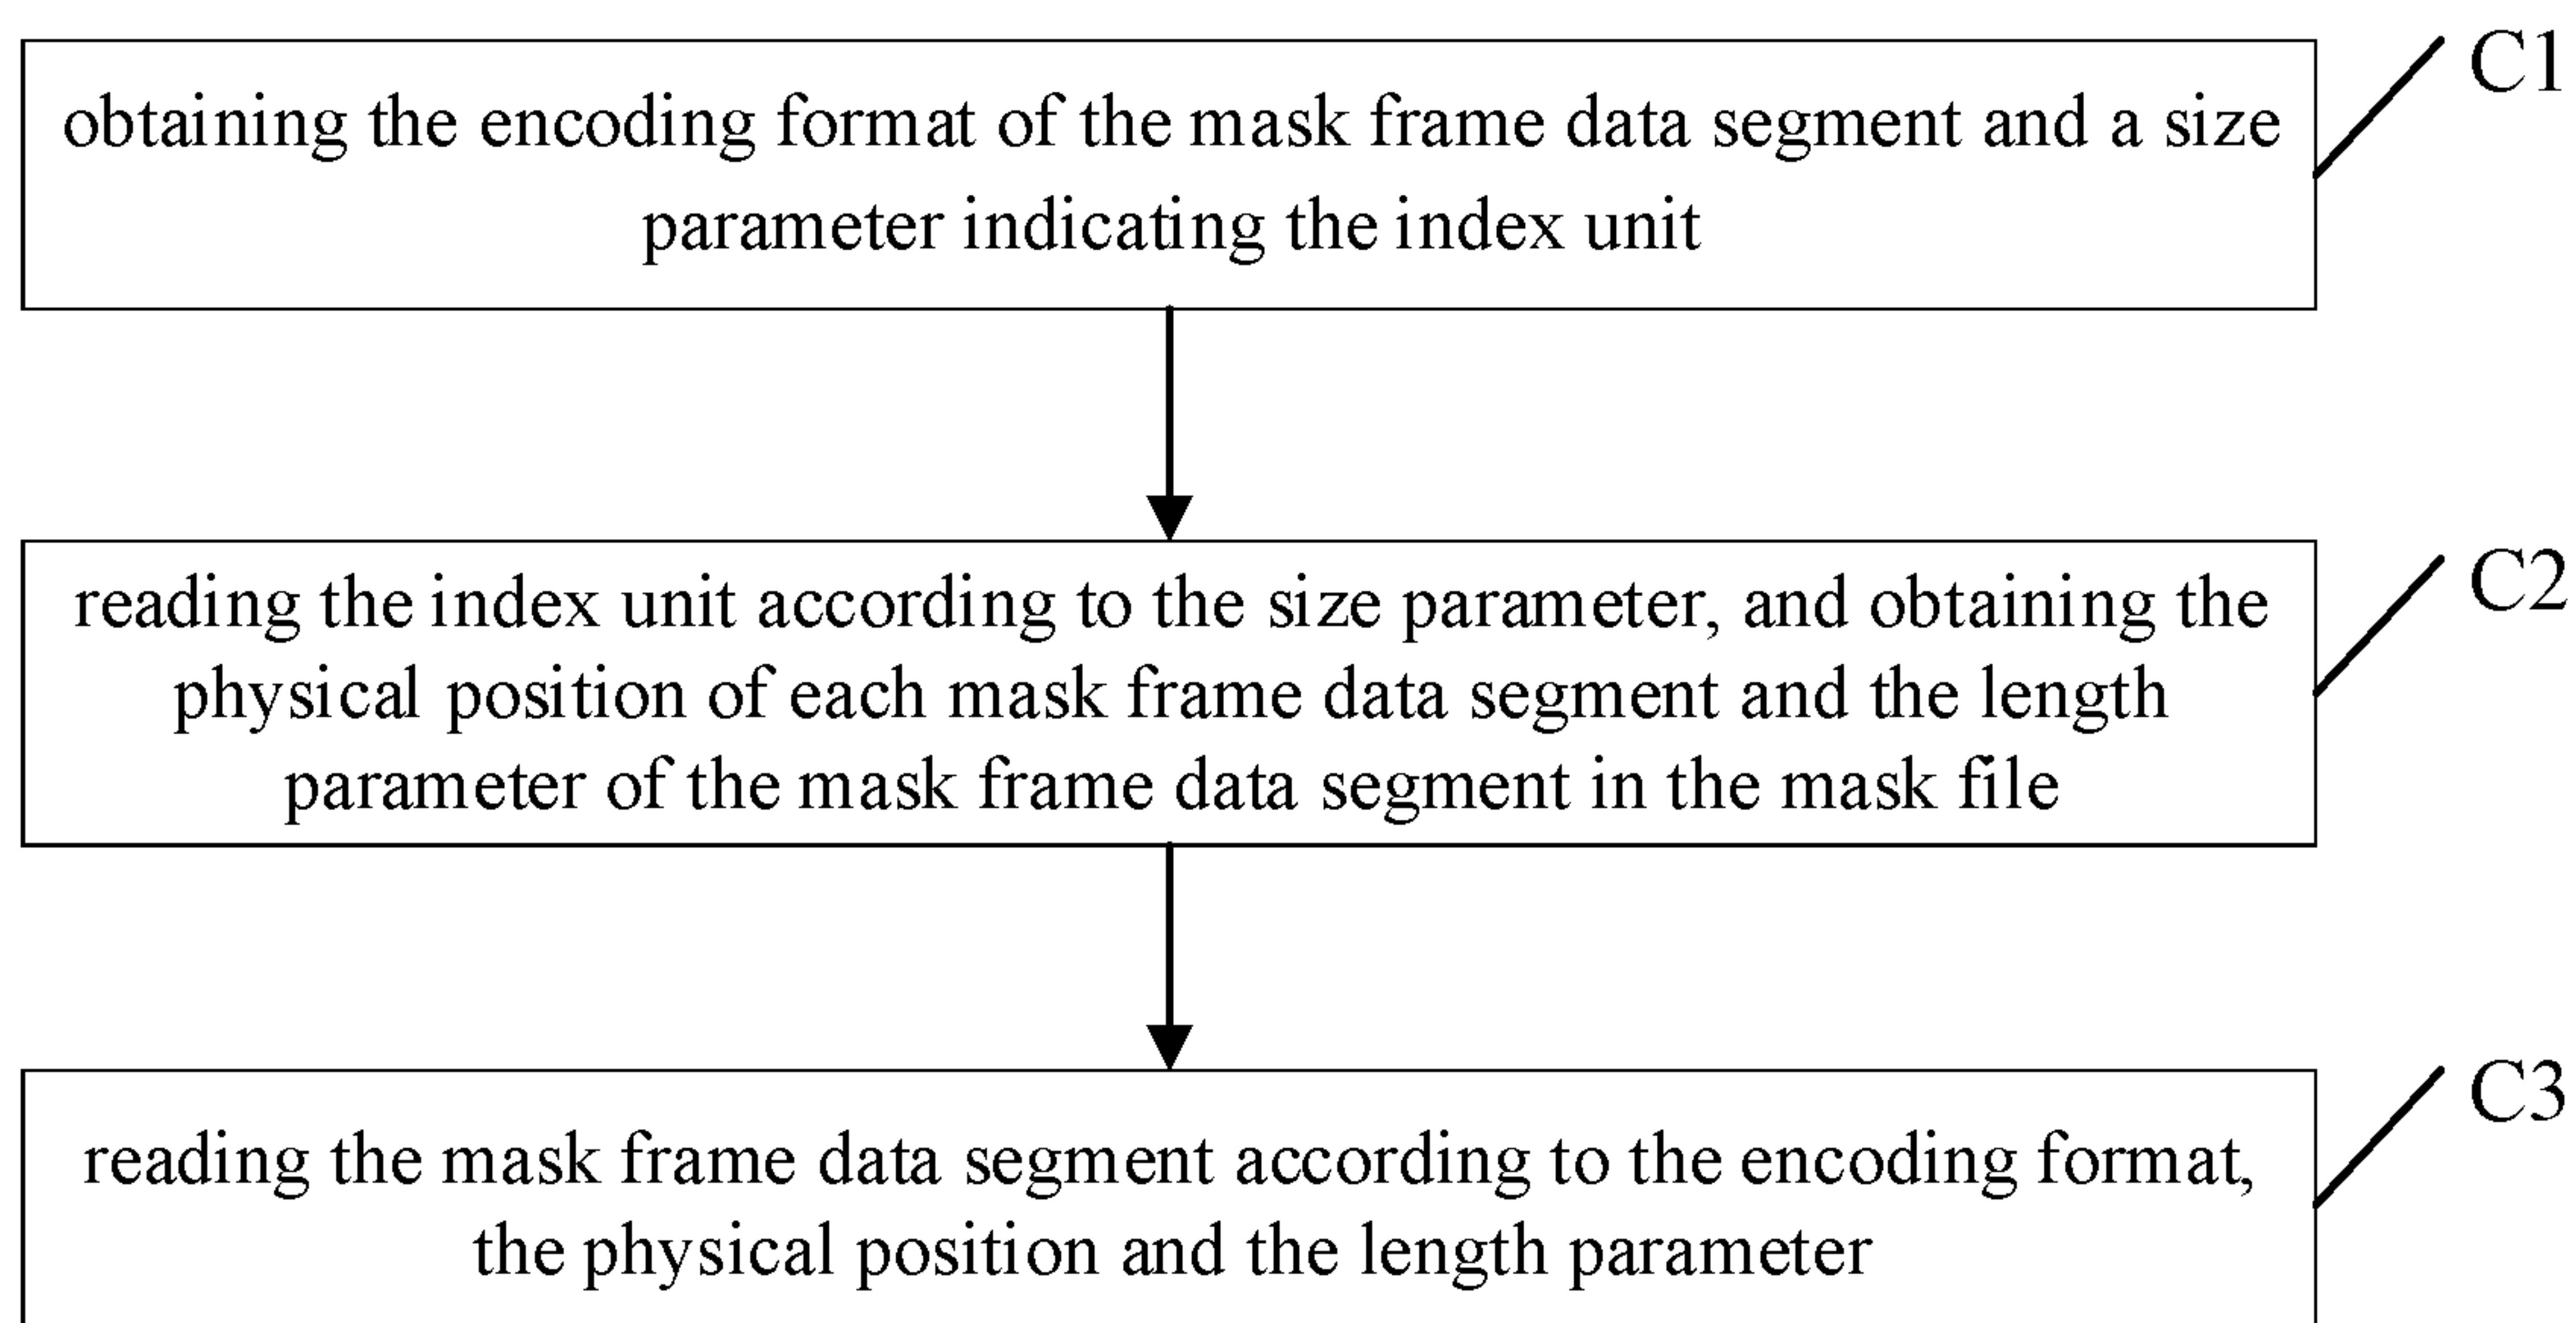 C1
obtaining the encoding format of the mask frame data segment and a size
parameter indicating the index unit
C2
reading the index unit according to the size parameter, and obtaining the
physical position of each mask frame data segment and the length
parameter of the mask frame data segment in the mask file
C3
reading the mask frame data segment according to the encoding format,
the physical position and the length parameter